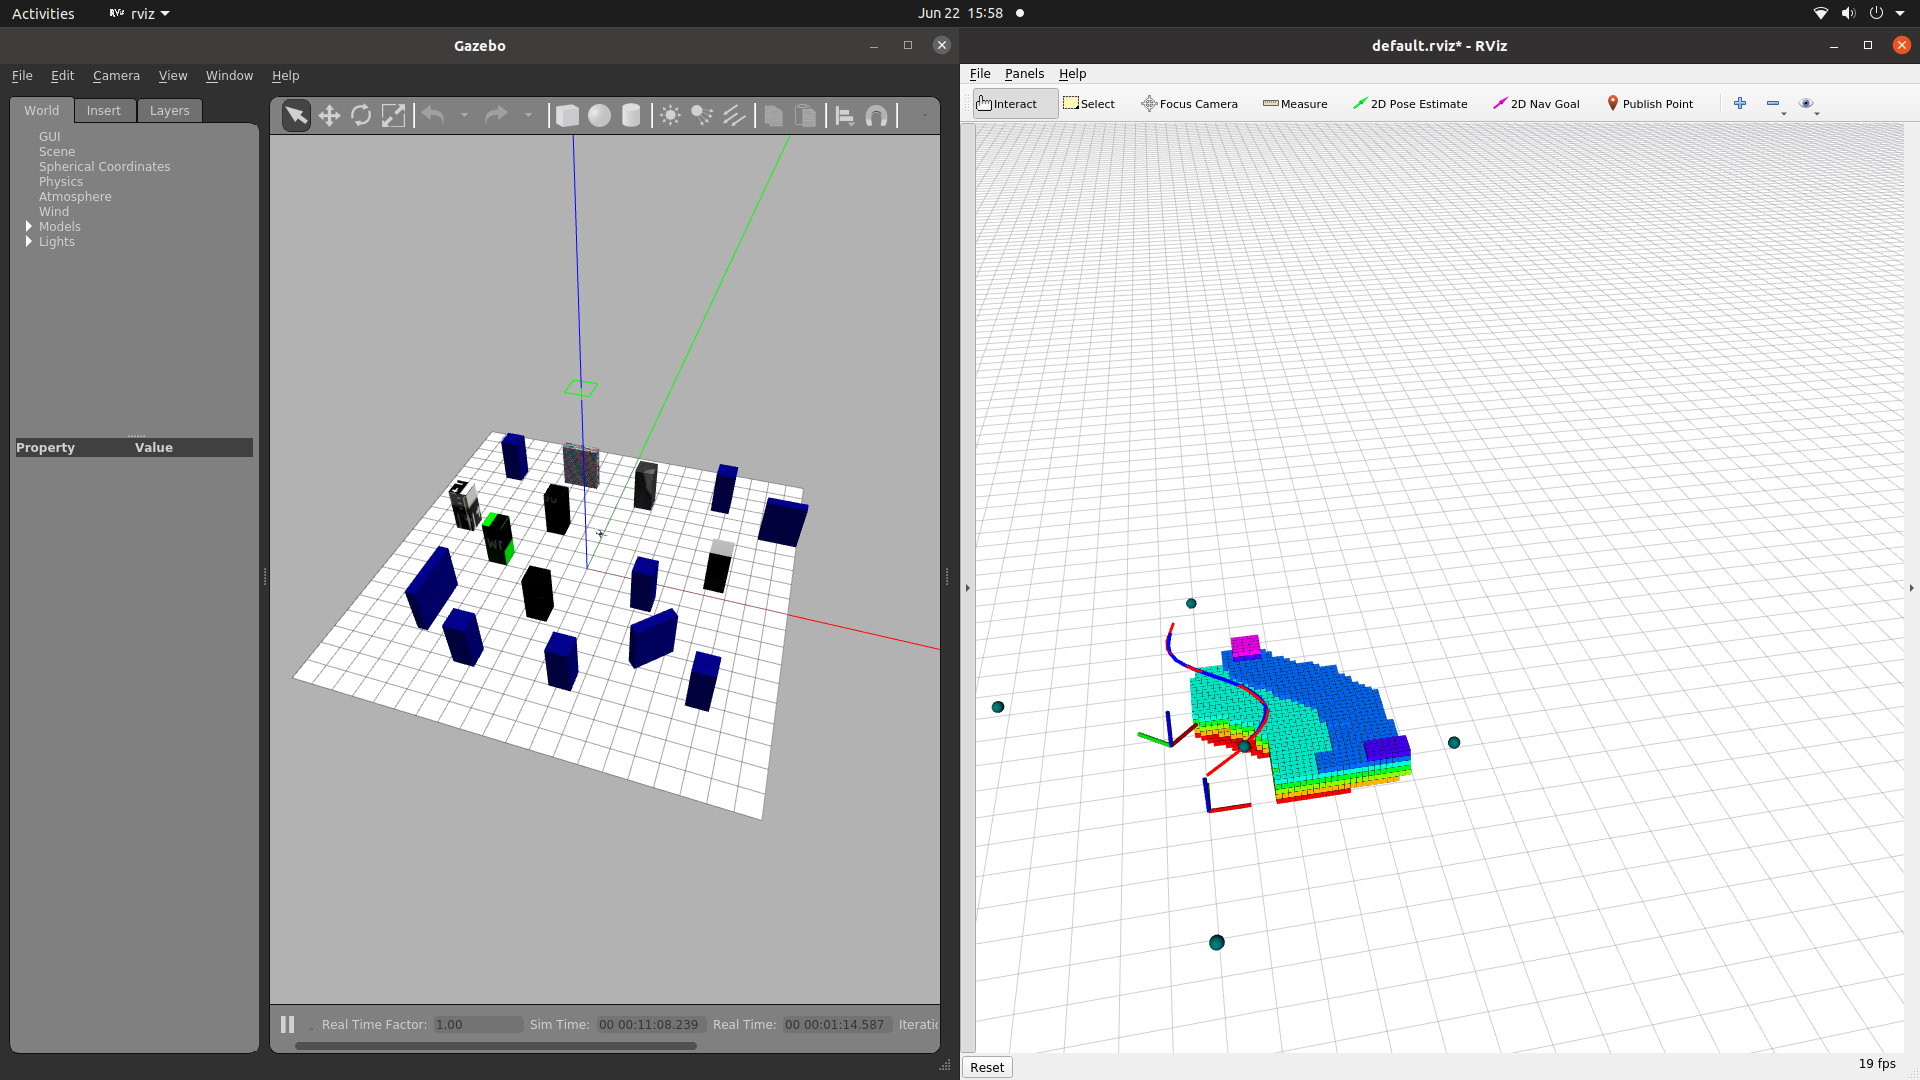 Activities
rviz
Jun 22 15:58
Gazebo
File Edit Camera View Window Help
World Insert Layers
GUI
Scene
Spherical Coordinates
Physics
Atmosphere
Wind
Models
Lights
Property Value
Real Time Factor: 1.00 Sim Time: 00 00:11:08.239 Real Time: 00 00:01:14.587 Iteratio
default.rviz* - RViz
File Panels Help
Interact Select Focus Camera Measure 2D Pose Estimate 2D Nav Goal Publish Point
Reset
19 fps